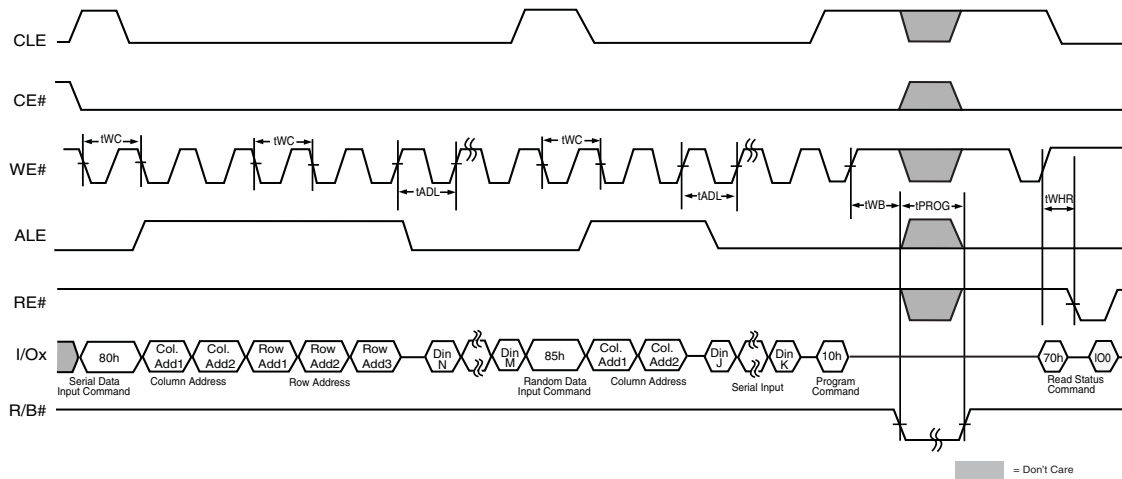 CLE
CE#
tWC
tWC
tWC
WE#
tADL
tADL
tWB
tPROG
tWHR
ALE
RE#
I/Ox
80h
Col. Add1
Col. Add2
Row Add1
Row Add2
Row Add3
Din N
Din M
85h
Col. Add1
Col. Add2
Din J
Din K
10h
70h
IO0
Serial Data Input Command
Column Address
Row Address
Random Data Input Command
Column Address
Serial Input
Program Command
Read Status Command
R/B#
= Don't Care